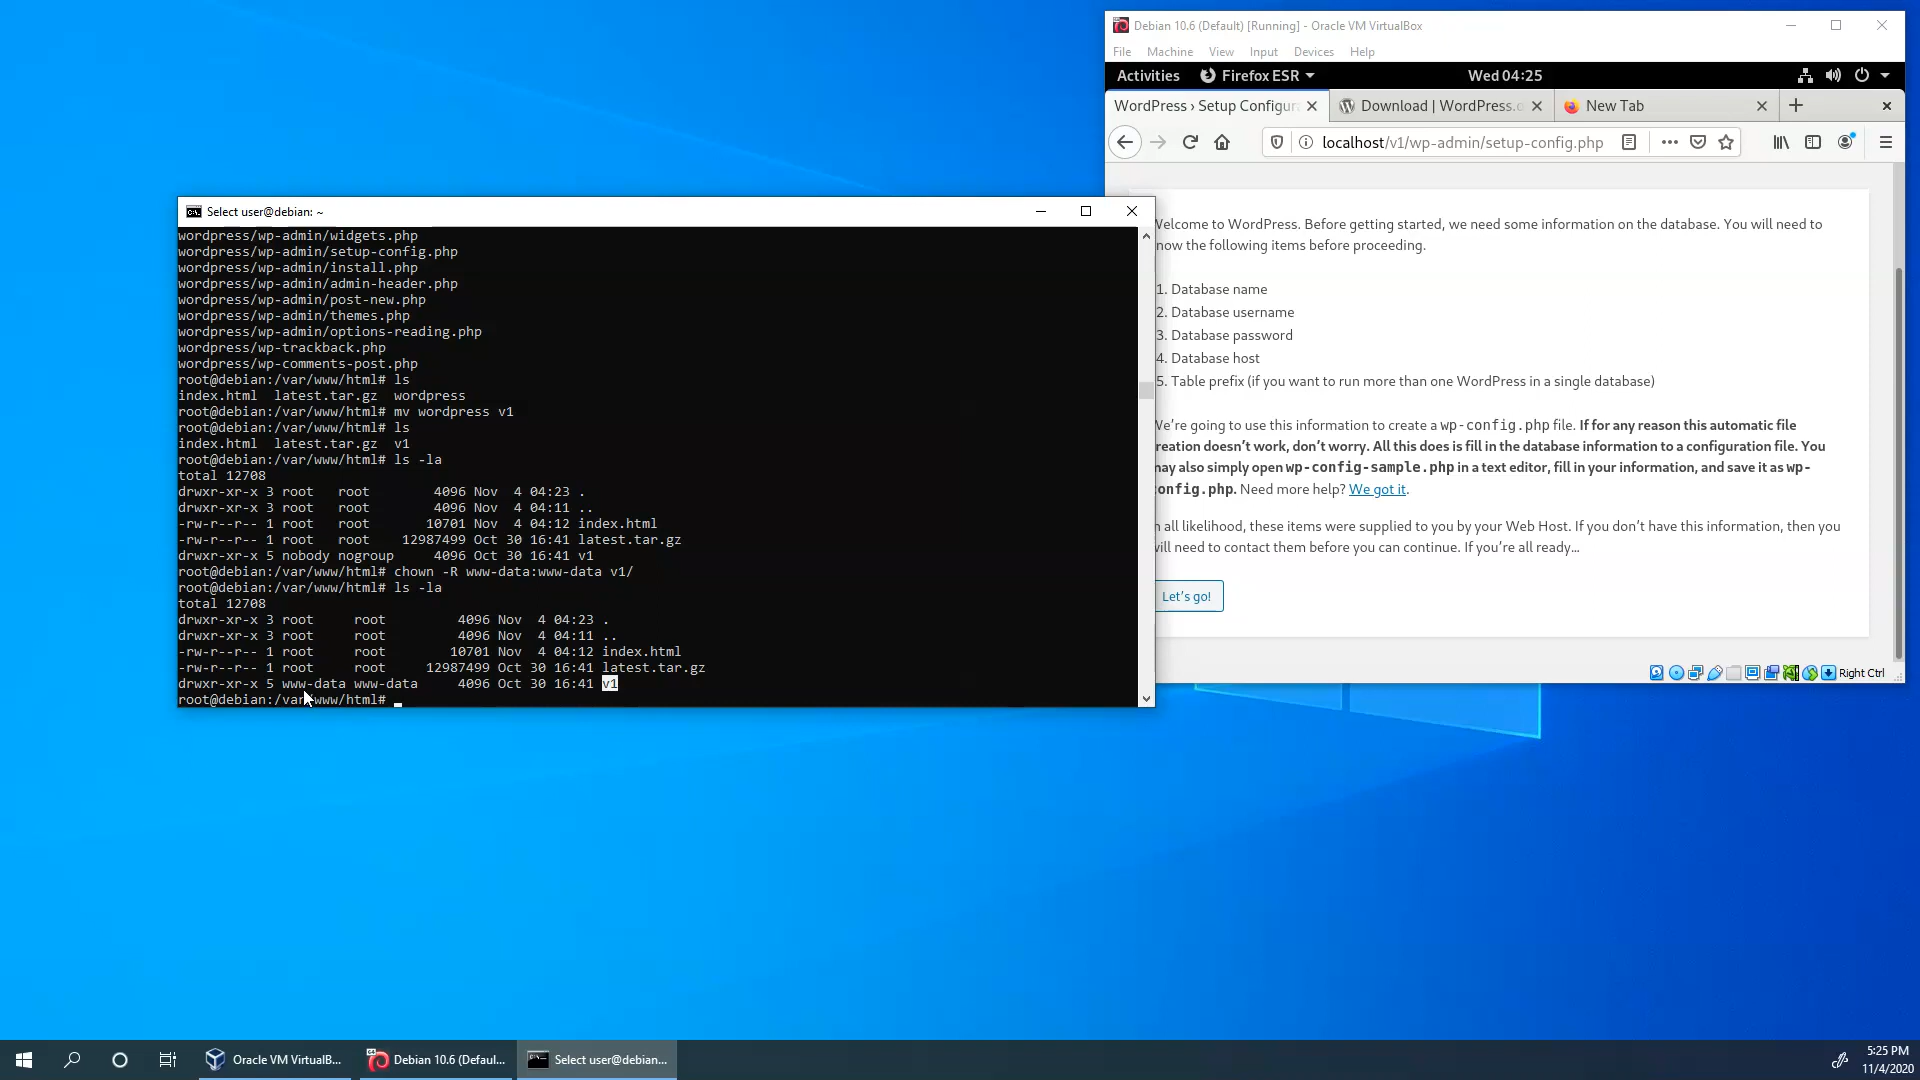 Select user@debian: ~
wordpress/wp-admin/widgets.php
wordpress/wp-admin/setup-config.php
wordpress/wp-admin/install.php
wordpress/wp-admin/admin-header.php
wordpress/wp-admin/post-new.php
wordpress/wp-admin/themes.php
wordpress/wp-admin/options-reading.php
wordpress/wp-trackback.php
wordpress/wp-comments-post.php
root@debian:/var/www/html# ls
index.html  latest.tar.gz  wordpress
root@debian:/var/www/html# mv wordpress v1
root@debian:/var/www/html# ls
index.html  latest.tar.gz  v1
root@debian:/var/www/html# ls -la
total 12708
drwxr-xr-x 3 root   root        4096 Nov  4 04:23 .
drwxr-xr-x 3 root   root        4096 Nov  4 04:11 ..
-rw-r--r-- 1 root   root       10701 Nov  4 04:12 index.html
-rw-r--r-- 1 root   root    12987499 Oct 30 16:41 latest.tar.gz
drwxr-xr-x 5 nobody nogroup     4096 Oct 30 16:41 v1
root@debian:/var/www/html# chown -R www-data:www-data v1/
root@debian:/var/www/html# ls -la
total 12708
drwxr-xr-x 3 root     root         4096 Nov  4 04:23 .
drwxr-xr-x 3 root     root         4096 Nov  4 04:11 ..
-rw-r--r-- 1 root     root        10701 Nov  4 04:12 index.html
-rw-r--r-- 1 root     root     12987499 Oct 30 16:41 latest.tar.gz
drwxr-xr-x 5 www-data www-data     4096 Oct 30 16:41 v1
root@debian:/var/www/html#
Debian 10.6 (Default) [Running] - Oracle VM VirtualBox
File Machine View Input Devices Help
Activities Firefox ESR Wed 04:25
WordPress › Setup Configur Download | WordPress.o New Tab
localhost/v1/wp-admin/setup-config.php
Welcome to WordPress. Before getting started, we need some information on the database. You will need to
now the following items before proceeding.
1. Database name
2. Database username
3. Database password
4. Database host
5. Table prefix (if you want to run more than one WordPress in a single database)
We’re going to use this information to create a wp-config.php file. If for any reason this automatic file
reation doesn’t work, don’t worry. All this does is fill in the database information to a configuration file. You
may also simply open wp-config-sample.php in a text editor, fill in your information, and save it as wp-
config.php. Need more help? We got it.
n all likelihood, these items were supplied to you by your Web Host. If you don’t have this information, then you
will need to contact them before you can continue. If you’re all ready…
Let’s go!
Right Ctrl
Oracle VM VirtualB... Debian 10.6 (Defaul... Select user@debian...
5:25 PM
11/4/2020